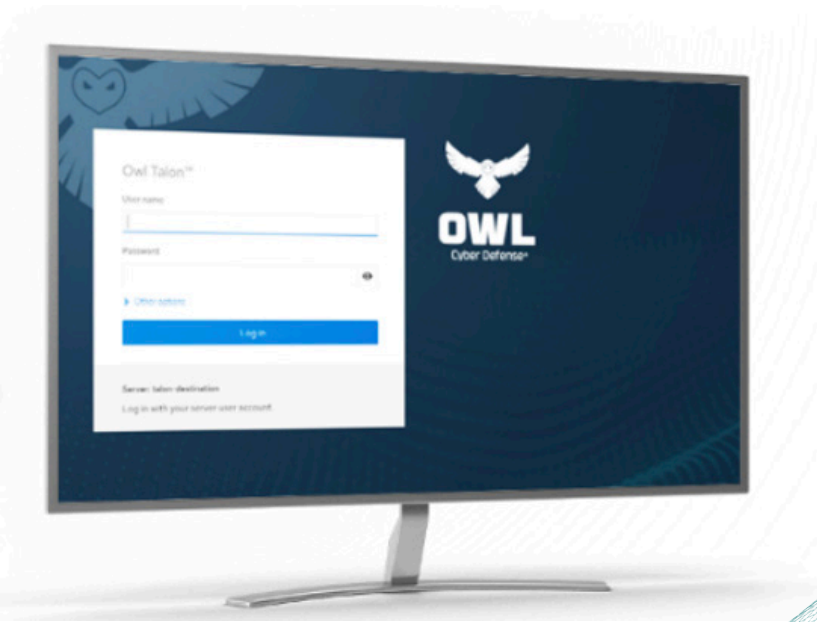 Owl Talon™
User name
Password
Other options
Log in
Server: talon-destination
Log in with your server user account.
OWL
Cyber Defense®